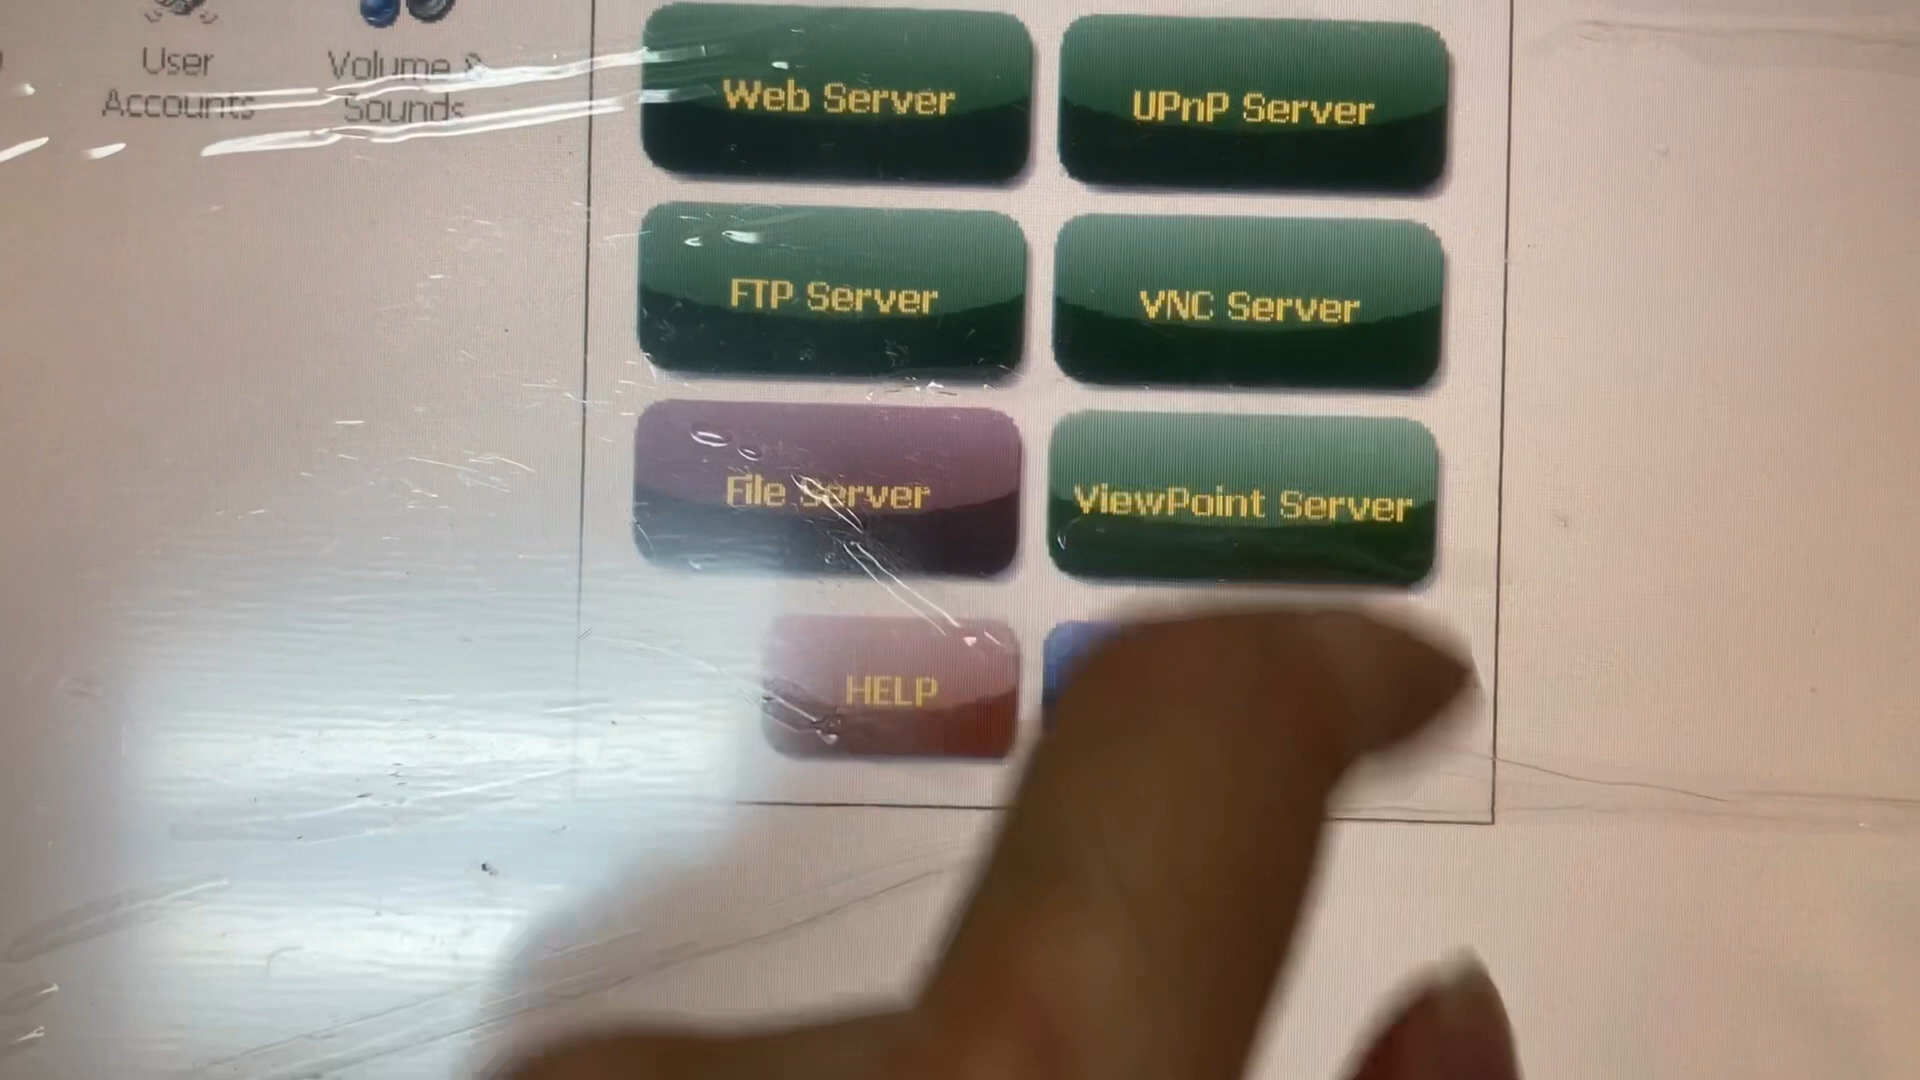 User
Accounts
Volume &
Sounds
Web Server
UPnP Server
FTP Server
VNC Server
File Server
ViewPoint Server
HELP